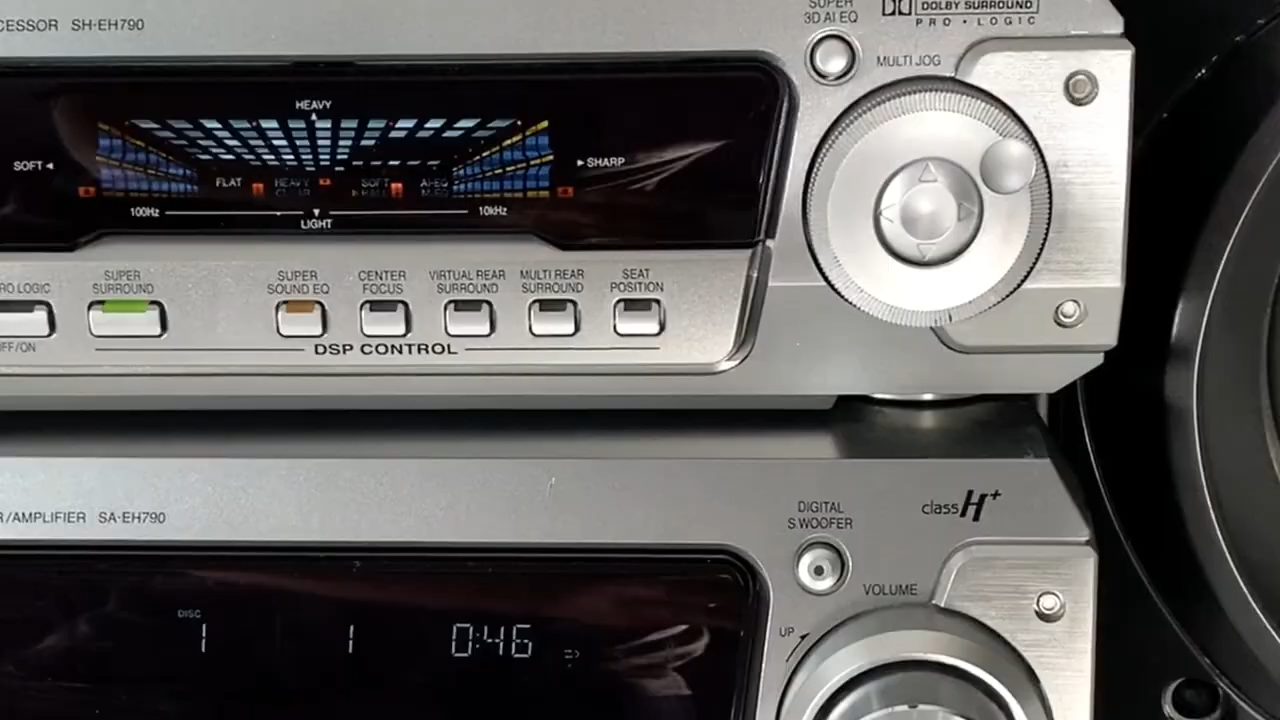 CESSOR SH-EH790
SUPER
3D AI EQ
DOLBY SURROUND
PRO • LOGIC
MULTI JOG
HEAVY
SOFT
SHARP
FLAT
HEAVY
SOFT
AI-EQ
100Hz
10kHz
LIGHT
RO LOGIC
SUPER
SURROUND
SUPER
SOUND EQ
CENTER
FOCUS
VIRTUAL REAR
SURROUND
MULTI REAR
SURROUND
SEAT
POSITION
FF/ON
DSP CONTROL
R/AMPLIFIER SA-EH790
DIGITAL
S.WOOFER
class H+
VOLUME
UP
DISC
1 1 0:46